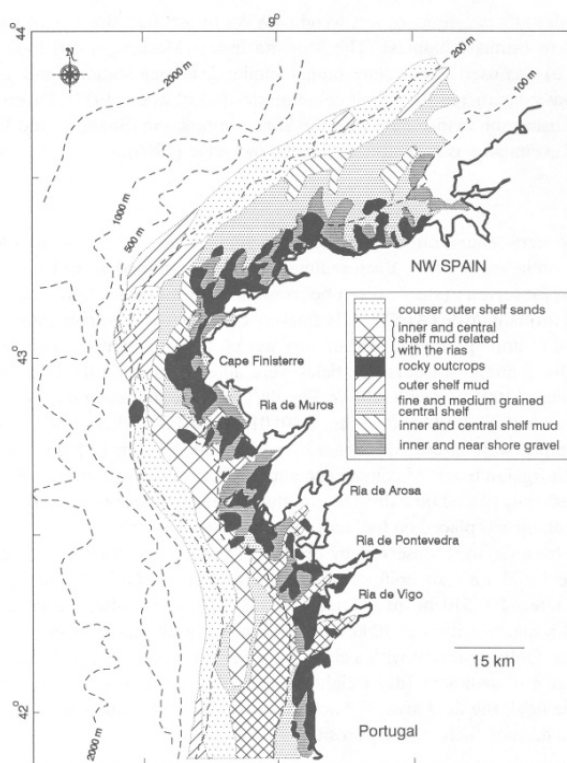 44
9
N
2000 m
1000 m
500 m
200 m
100 m
NW SPAIN
courser outer shelf sands
inner and central
shelf mud related
with the rias
rocky outcrops
outer shelf mud
fine and medium grained
central shelf
inner and central shelf mud
inner and near shore gravel
43
Cape Finisterre
Ria de Muros
Ria de Arosa
Ria de Pontevedra
Ria de Vigo
15 km
42
Portugal
2000 m